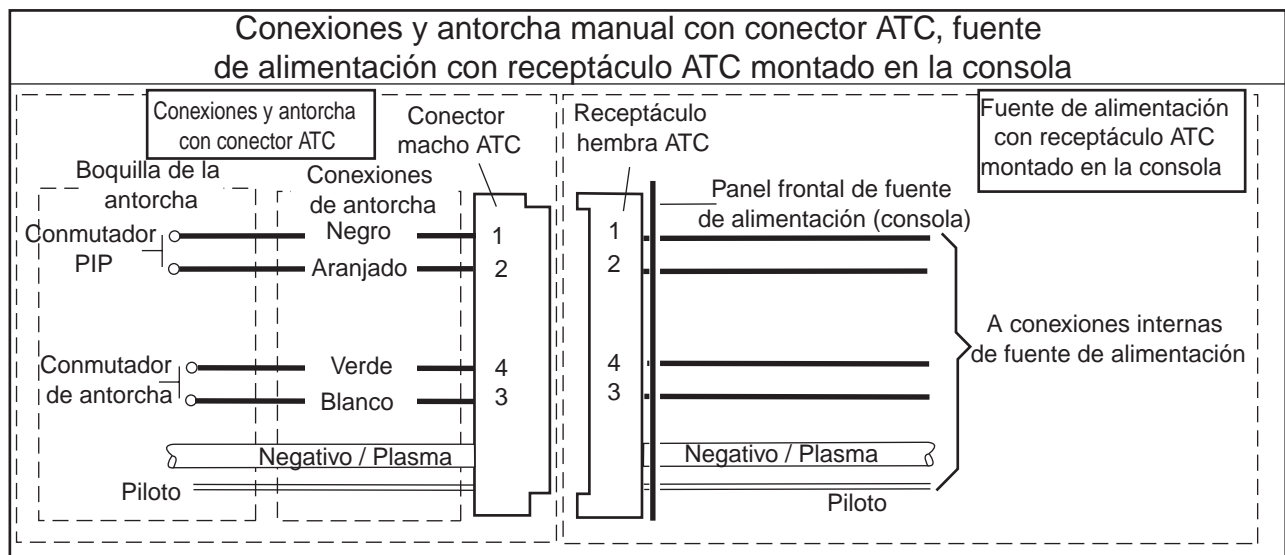 Conexiones y antorcha manual con conector ATC, fuente
de alimentación con receptáculo ATC montado en la consola
Conexiones y antorcha
con conector ATC
Conector
macho ATC
Receptáculo
hembra ATC
Fuente de alimentación
con receptáculo ATC
montado en la consola
Boquilla de la
antorcha
Conexiones
de antorcha
Panel frontal de fuente
de alimentación (consola)
Conmutador
PIP
Negro
1
1
Aranjado
2
2
A conexiones internas
de fuente de alimentación
Conmutador
de antorcha
Verde
4
4
Blanco
3
3
Negativo / Plasma
Negativo / Plasma
Piloto
Piloto